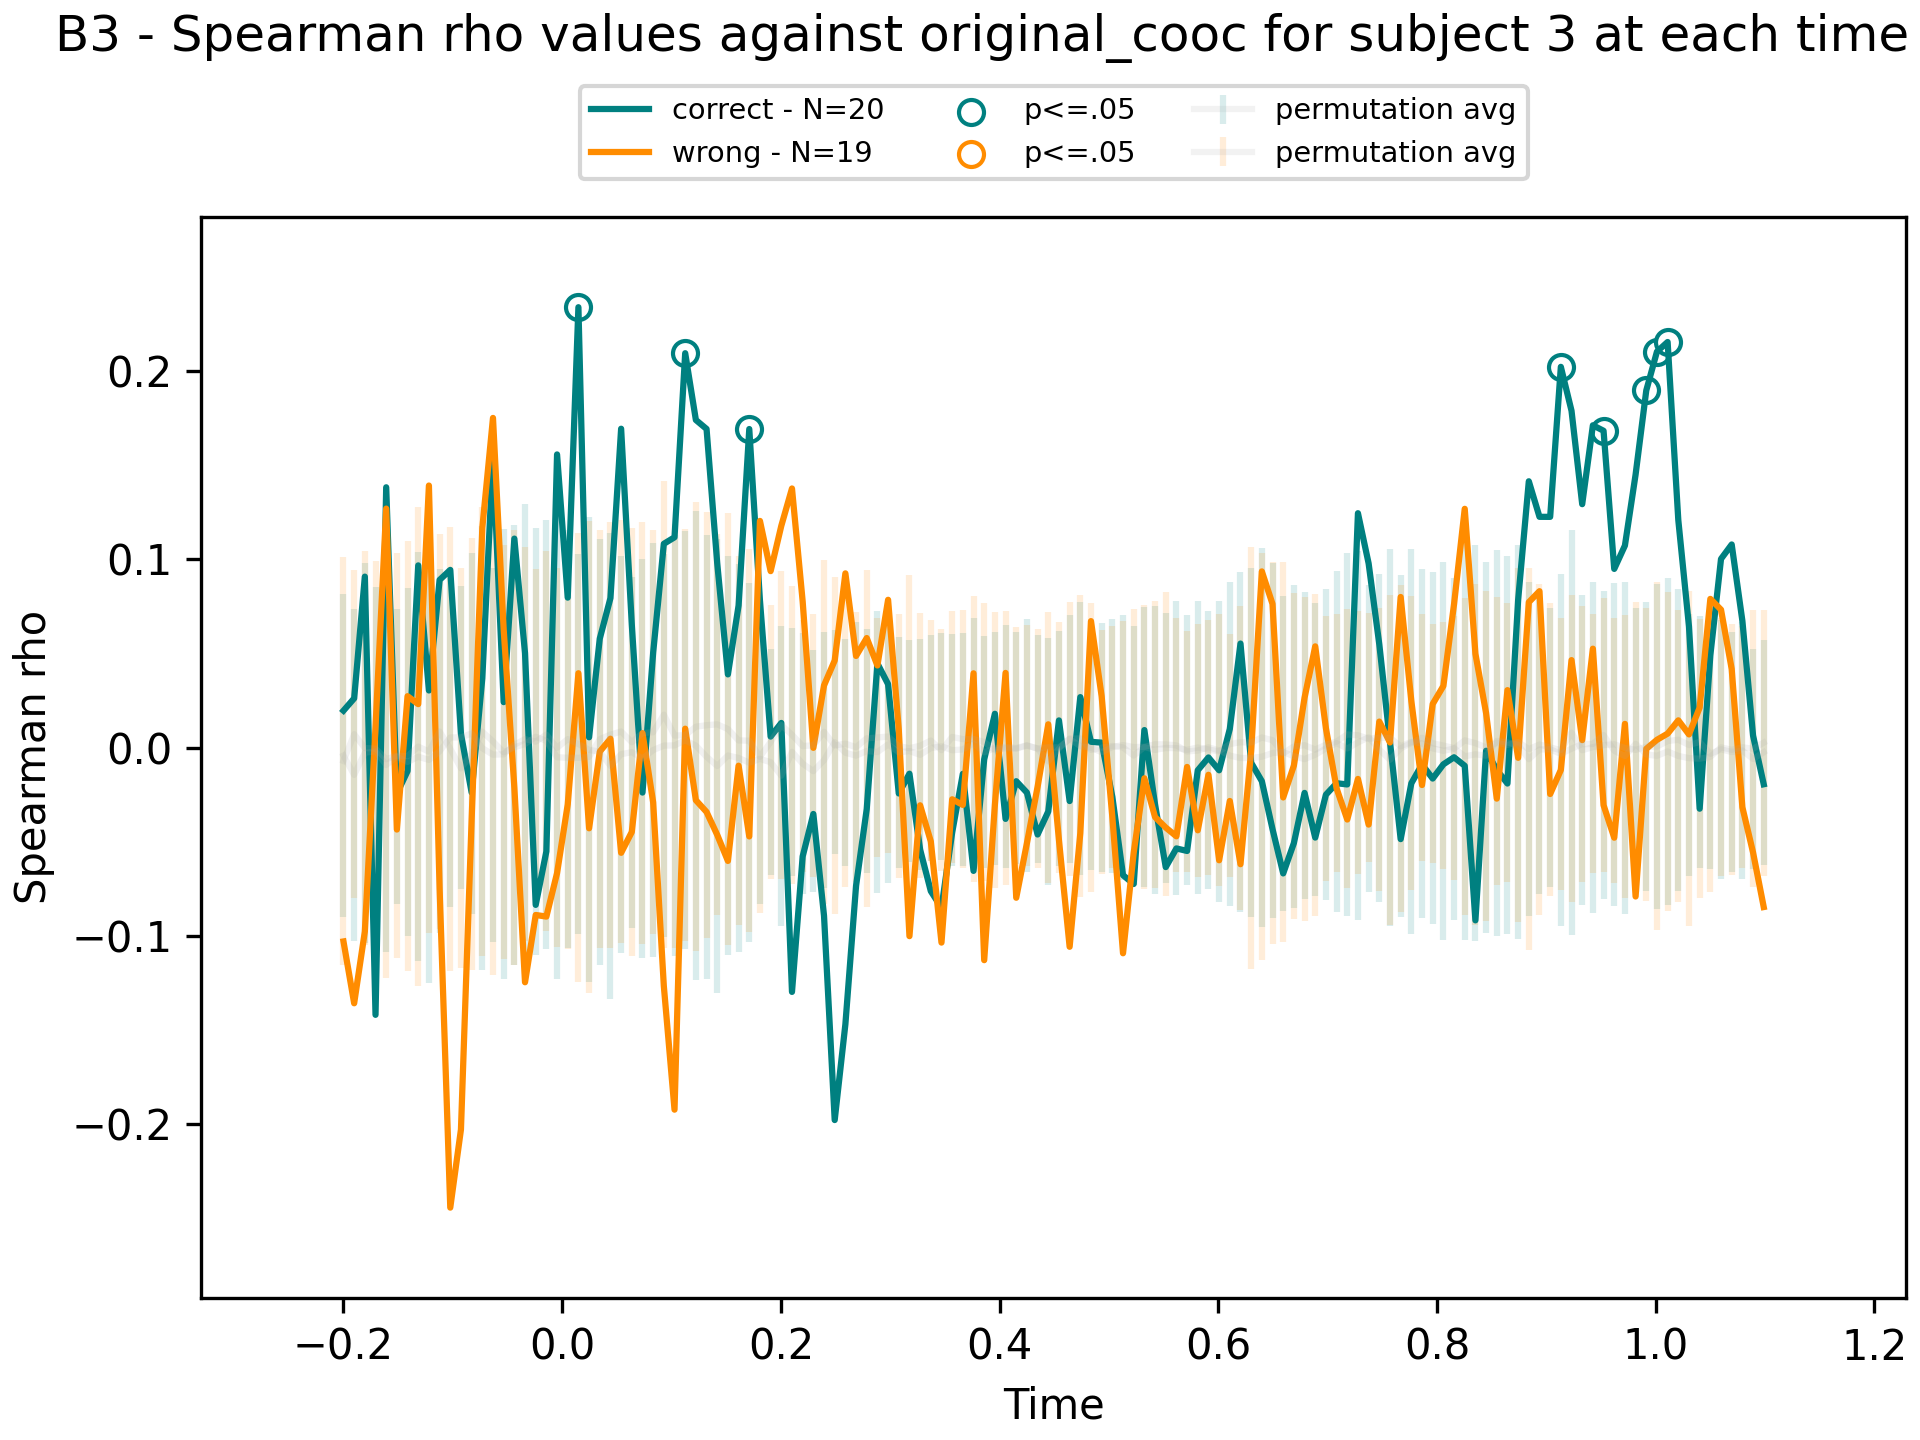 B3 - Spearman rho values against original_cooc for subject 3 at each time
correct - N=20
wrong - N=19
p<=.05
p<=.05
permutation avg
permutation avg
Spearman rho
0.2
0.1
0.0
−0.1
−0.2
−0.2
0.0
0.2
0.4
0.6
0.8
1.0
1.2
Time